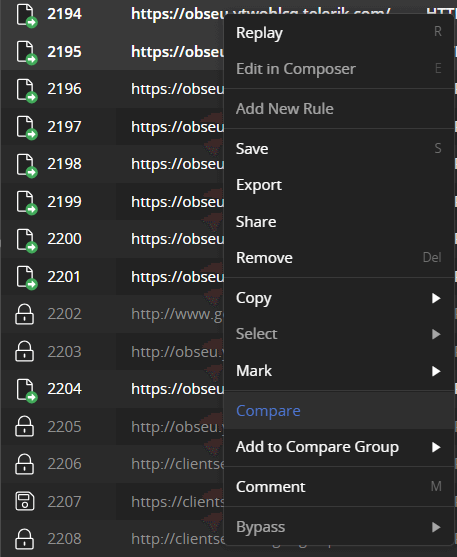 2194 https://obseu.ytwohlcq.telerik.com/ HTT
Replay R
2195 https://obseu
Edit in Composer E
2196 https://obseu
Add New Rule
2197 https://obseu
Save S
2198 https://obseu
Export
2199 https://obseu
Share
2200 https://obseu
Remove Del
2201 https://obseu
Copy
2202 http://www.g
Select
2203 http://obseu.
Mark
2204 https://obseu
Compare
2205 http://obseu.
Add to Compare Group
2206 http://clientse
Comment M
2207 https://clients
Bypass
2208 http://clientse